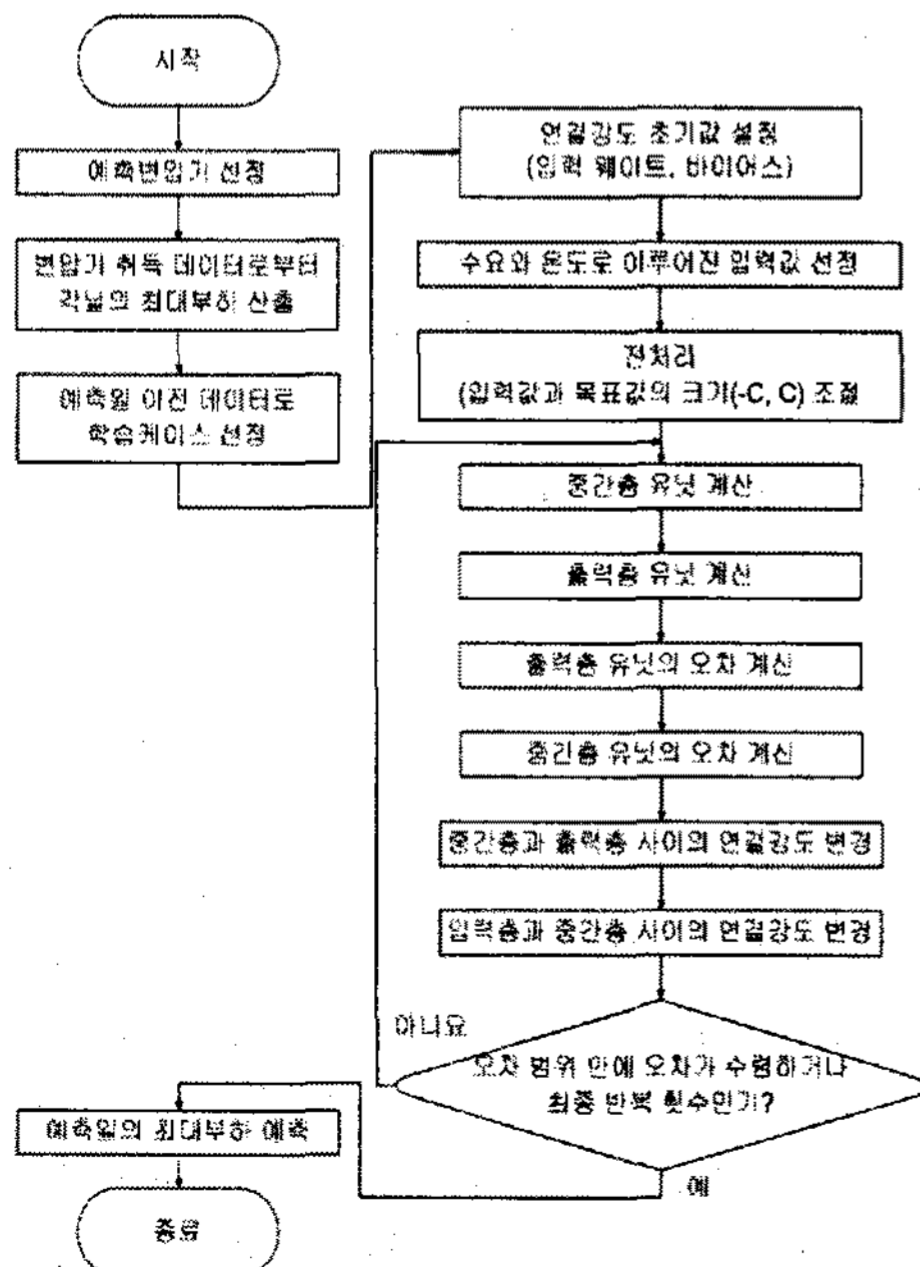 시작
예측변압기 선정
변압기 취득 데이터로부터
각날의 최대부하 산출
예측일 이전 데이터로
학습케이스 선정
연결강도 초기값 설정
(입력 웨이트, 바이어스)
수요와 온도로 이루어진 입력값 선정
전처리
(입력값과 목표값의 크기(-C, C) 조절
중간층 유닛 계산
출력층 유닛 계산
출력층 유닛의 오차 계산
중간층 유닛의 오차 계산
중간층과 출력층 사이의 연결강도 변경
입력층과 중간층 사이의 연결강도 변경
아니요
오차 범위 안에 오차가 수렴하거나
최종 반복 횟수인가?
예
예측일의 최대부하 예측
종료